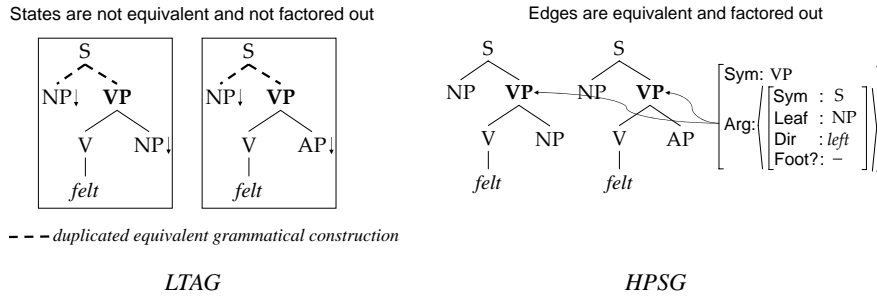 States are not equivalent and not factored out
S
NP↓ VP
V NP↓
felt
S
NP↓ VP
V AP↓
felt
--- duplicated equivalent grammatical construction
LTAG
Edges are equivalent and factored out
S
NP VP
V NP
felt
S
NP VP
V AP
felt
Sym: VP
Arg:
Sym : S
Leaf : NP
Dir : left
Foot?: −
HPSG